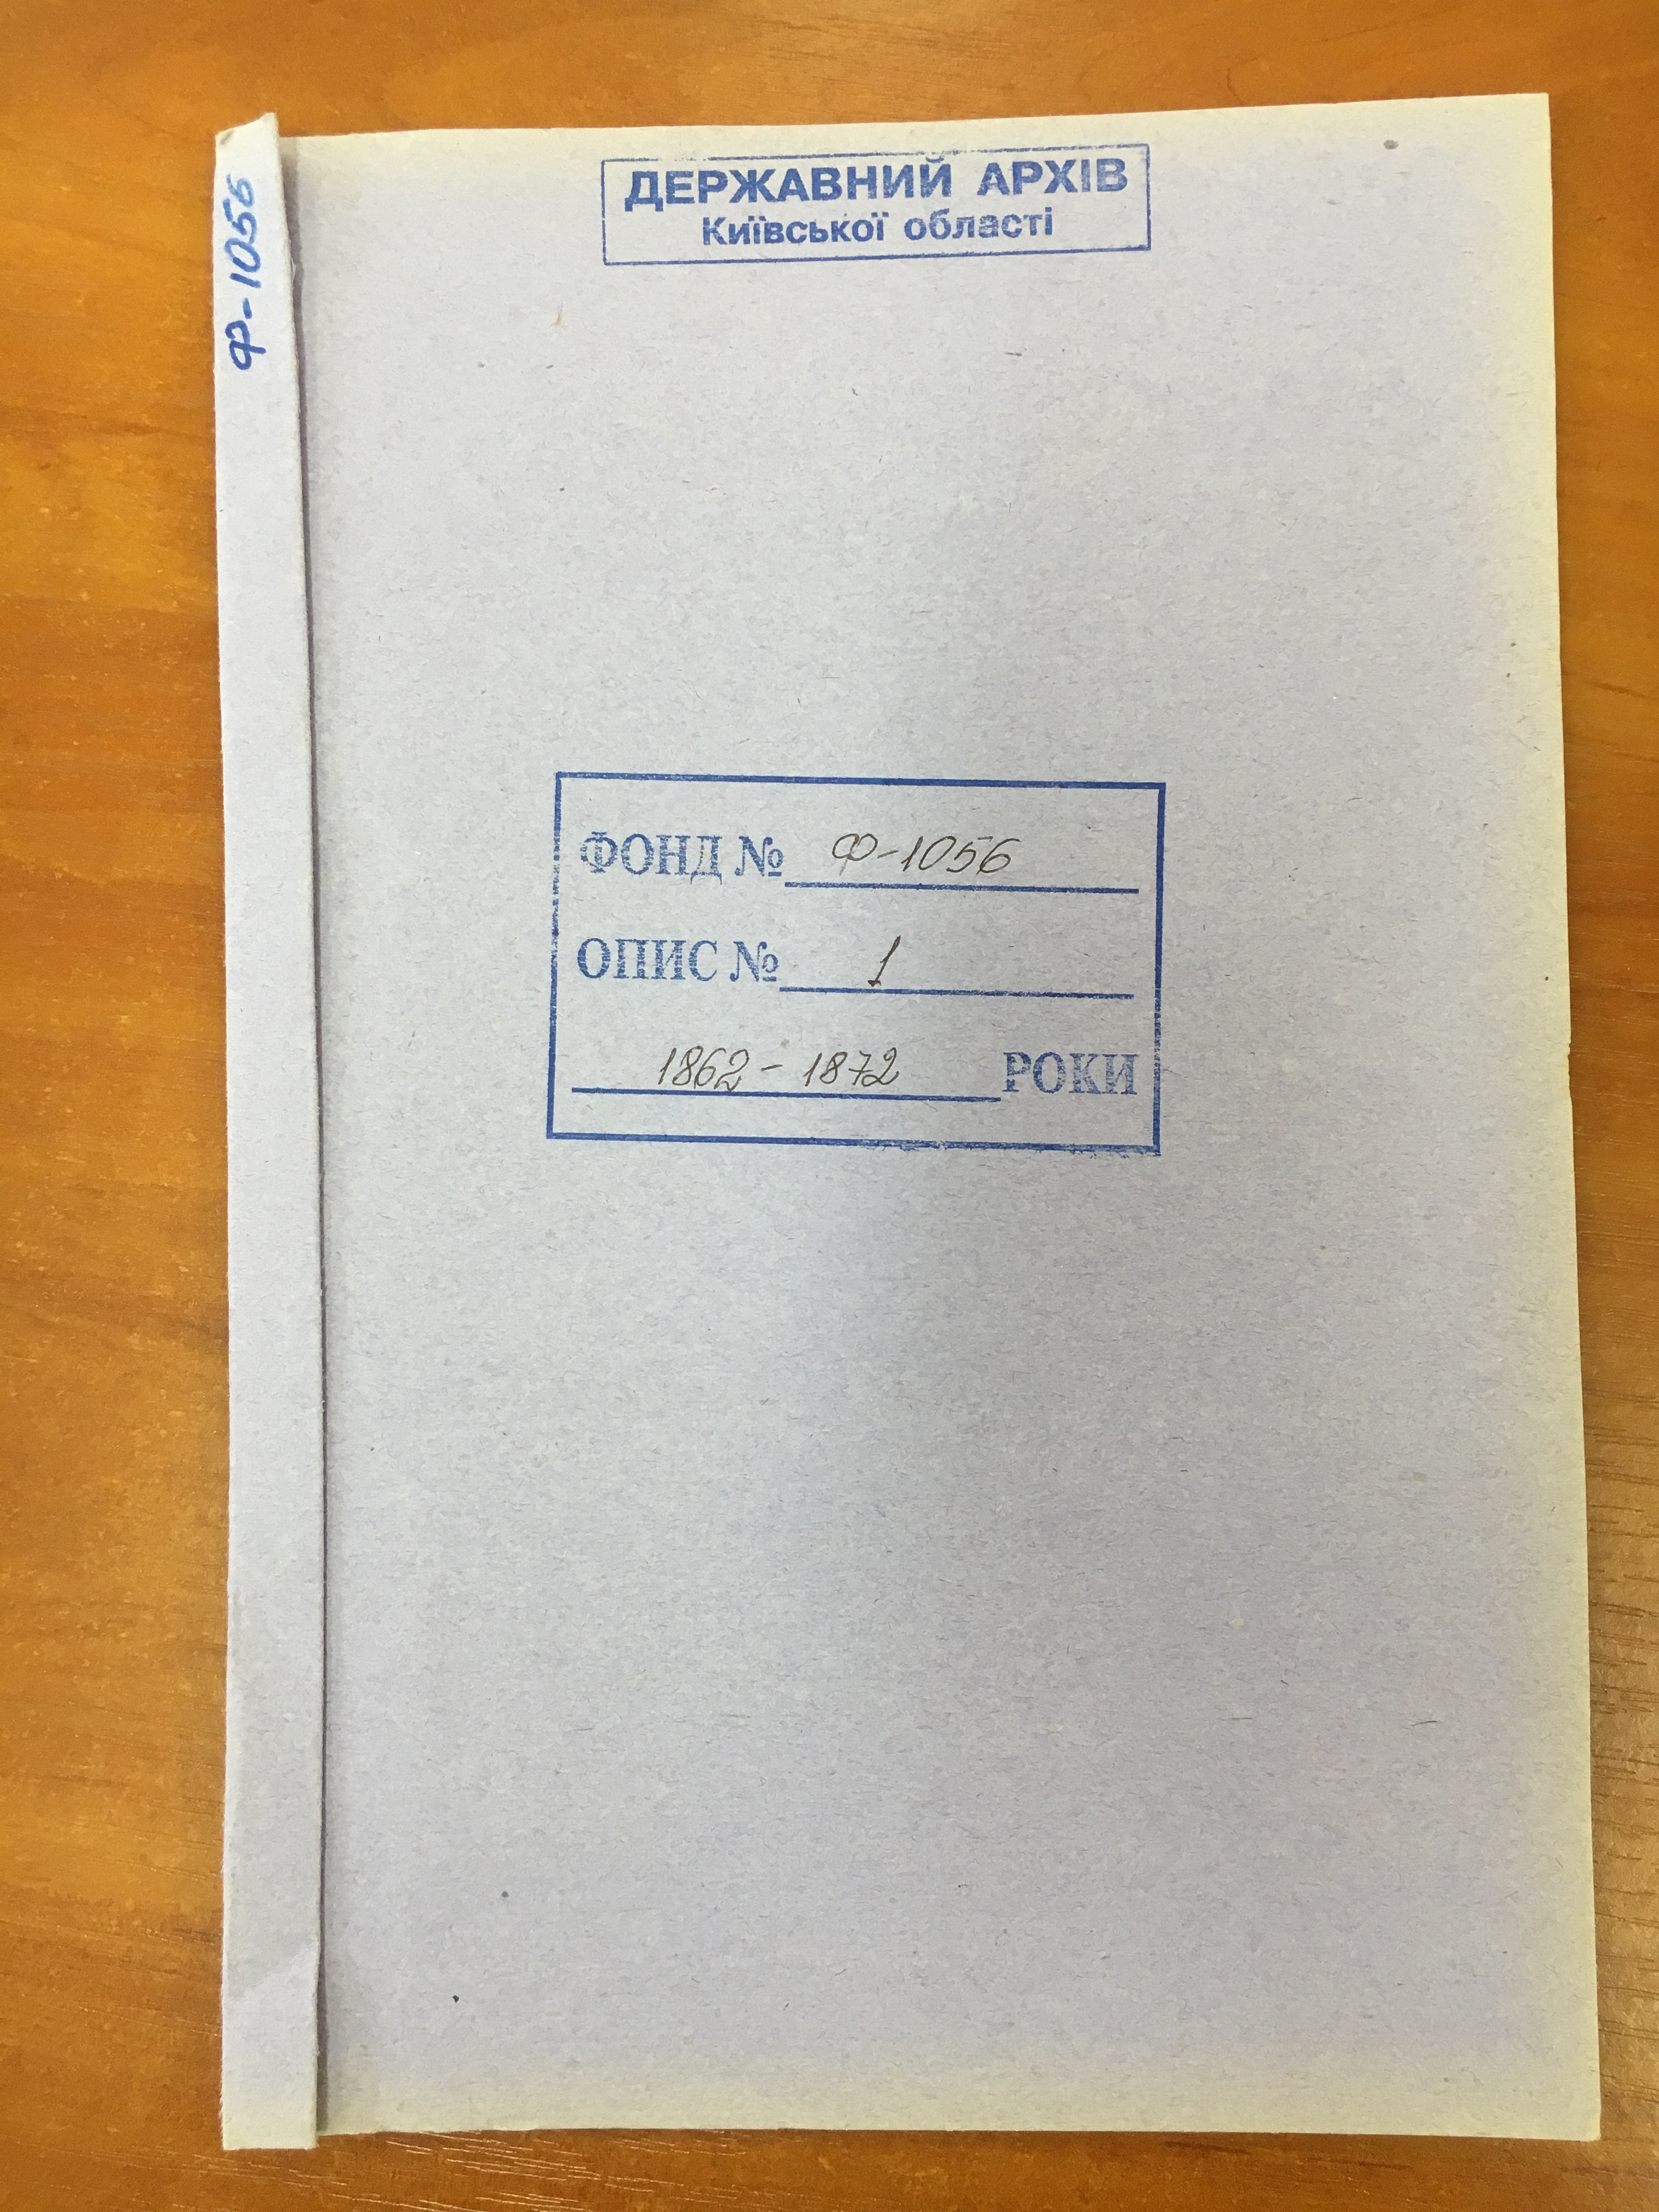 ДЕРЖАВНИЙ АРХІВ
Київської області
Ф-1056
ФОНД № Ф-1056
ОПИС № 1
1862 - 1872 РОКИ